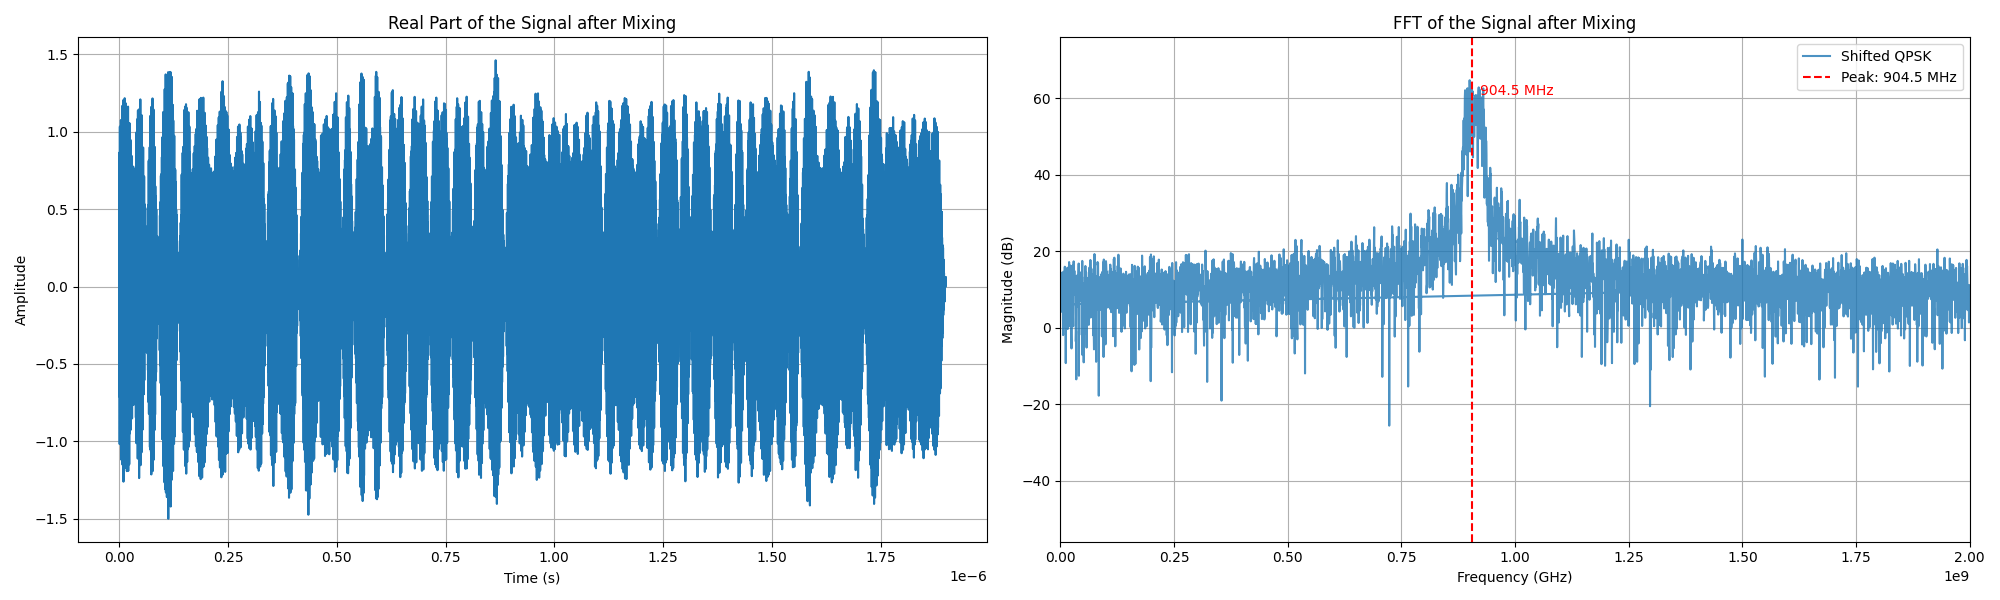 Real Part of the Signal after Mixing
Amplitude
1.5
1.0
0.5
0.0
−0.5
−1.0
−1.5
0.00 0.25 0.50 0.75 1.00 1.25 1.50 1.75
1e−6
Time (s)
FFT of the Signal after Mixing
Shifted QPSK
Peak: 904.5 MHz
904.5 MHz
Magnitude (dB)
60
40
20
0
−20
−40
0.00 0.25 0.50 0.75 1.00 1.25 1.50 1.75 2.00
1e9
Frequency (GHz)